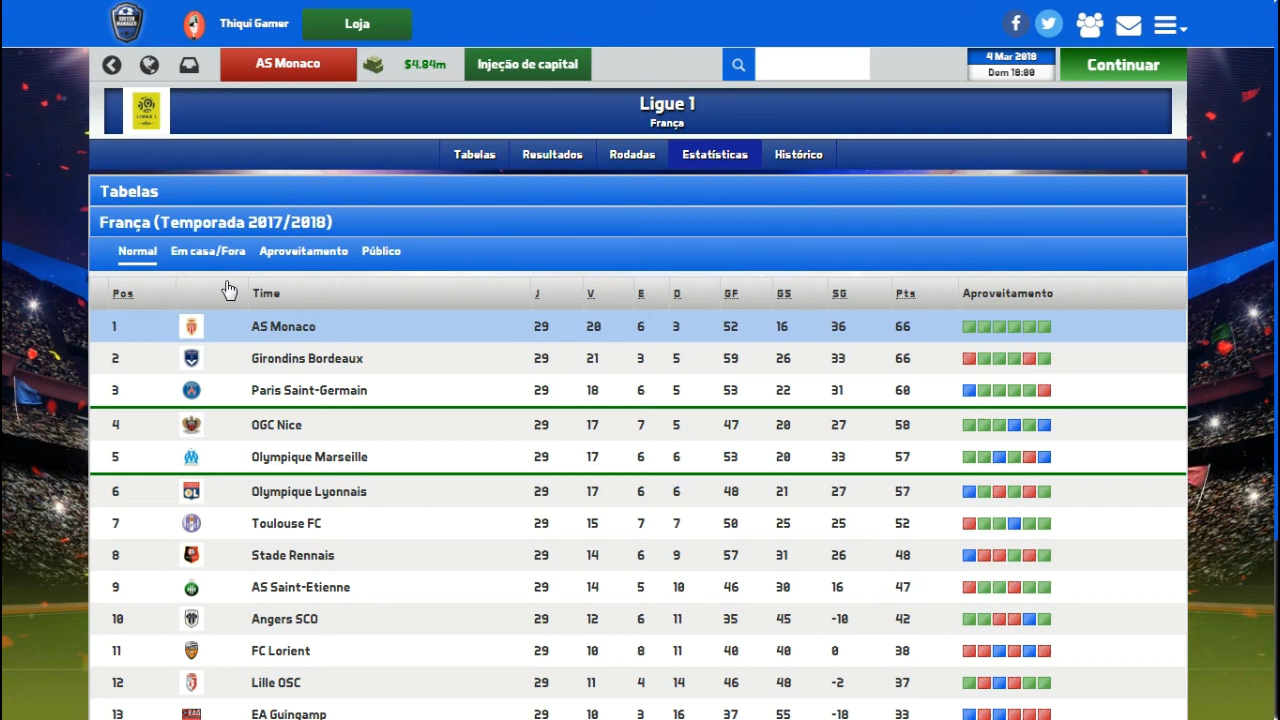 SOCCER MANAGER
Thiqui Gamer
Loja
AS Monaco
$4.84m
Injeção de capital
4 Mar 2018
Dom 18:00
Continuar
LIGUE 1
Ligue 1
França
Tabelas Resultados Rodadas Estatísticas Histórico
Tabelas
França (Temporada 2017/2018)
Normal Em casa/Fora Aproveitamento Público
Pos Time J V E D GF GS SG Pts Aproveitamento
1 AS Monaco 29 20 6 3 52 16 36 66
2 Girondins Bordeaux 29 21 3 5 59 26 33 66
3 Paris Saint-Germain 29 18 6 5 53 22 31 60
4 OGC Nice 29 17 7 5 47 20 27 58
5 Olympique Marseille 29 17 6 6 53 20 33 57
6 Olympique Lyonnais 29 17 6 6 48 21 27 57
7 Toulouse FC 29 15 7 7 50 25 25 52
8 Stade Rennais 29 14 6 9 57 31 26 48
9 AS Saint-Etienne 29 14 5 10 46 30 16 47
10 Angers SCO 29 12 6 11 35 45 -10 42
11 FC Lorient 29 10 8 11 40 40 0 38
12 Lille OSC 29 11 4 14 46 48 -2 37
13 EA Guingamp 29 10 3 16 37 55 -18 33